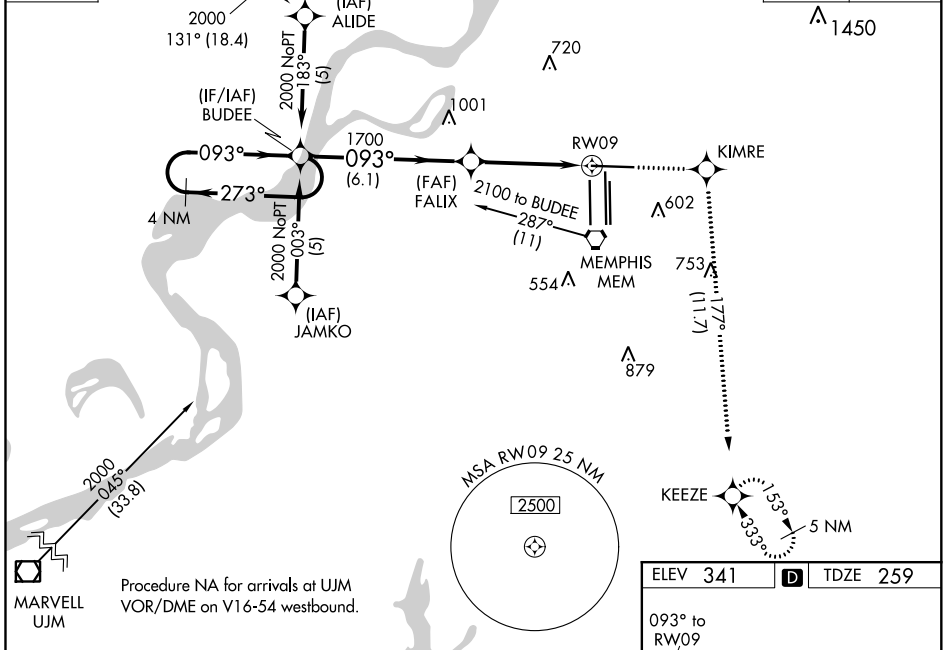 (IAF)
ALIDE
2000
131° (18.4)
1450
2000 NoPT
183°
(5)
720
(IF/IAF)
BUDEE
1001
093°
1700
093°
(6.1)
RW09
KIMRE
(FAF)
FALIX
2100 to BUDEE
287°
(11)
273°
4 NM
602
2000 NoPT
003°
(5)
MEMPHIS
MEM
554
753
177°
(11.7)
(IAF)
JAMKO
879
2000
045°
(33.8)
MSA RW09 25 NM
2500
KEEZE
153°
333°
5 NM
MARVELL
UJM
Procedure NA for arrivals at UJM
VOR/DME on V16-54 westbound.
ELEV 341 D TDZE 259
093° to
RW09